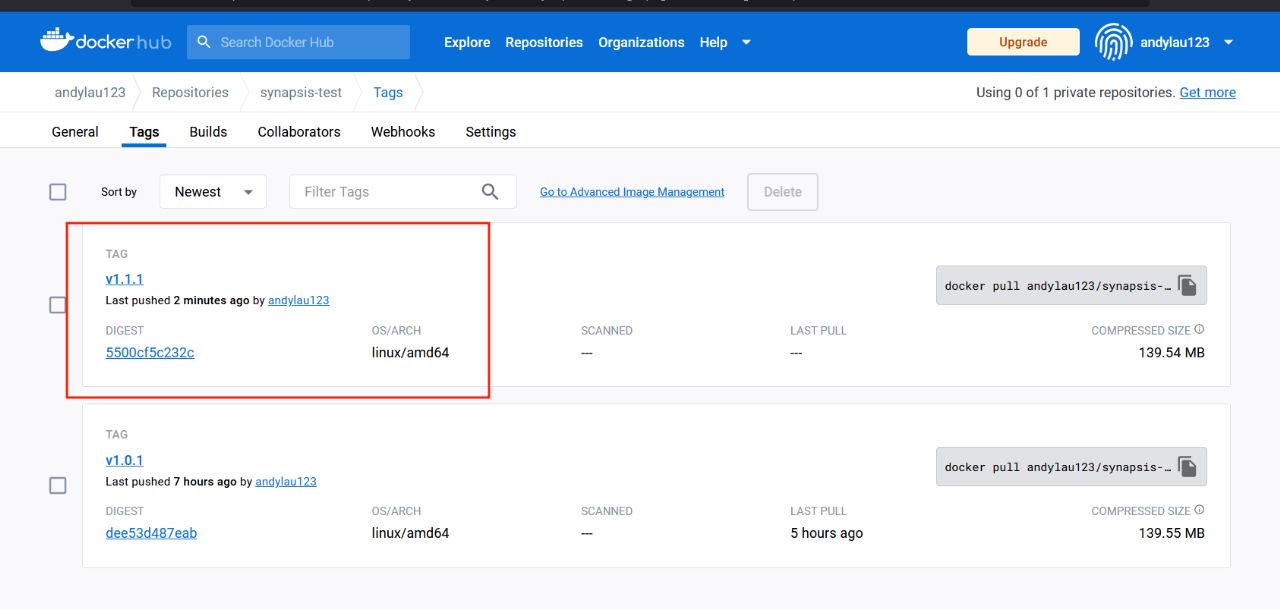 dockerhub Search Docker Hub Explore Repositories Organizations Help Upgrade andylau123
andylau123 Repositories synapsis-test Tags Using 0 of 1 private repositories. Get more
General Tags Builds Collaborators Webhooks Settings
Sort by Newest Filter Tags Go to Advanced Image Management Delete
TAG
v1.1.1
Last pushed 2 minutes ago by andylau123
docker pull andylau123/synapsis-…
DIGEST OS/ARCH SCANNED LAST PULL COMPRESSED SIZE
5500cf5c232c linux/amd64 --- --- 139.54 MB
TAG
v1.0.1
Last pushed 7 hours ago by andylau123
docker pull andylau123/synapsis-…
DIGEST OS/ARCH SCANNED LAST PULL COMPRESSED SIZE
dee53d487eab linux/amd64 --- 5 hours ago 139.55 MB